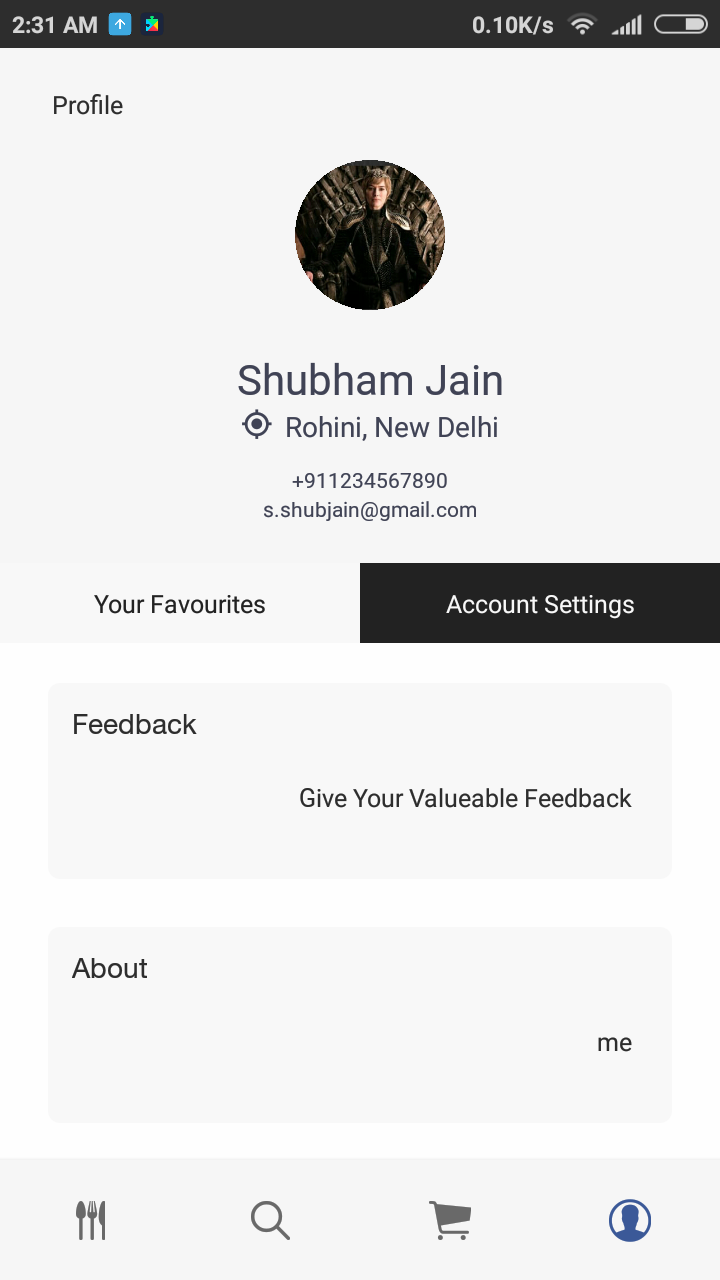 2:31 AM 0.10K/s
Profile
Shubham Jain
Rohini, New Delhi
+911234567890
s.shubjain@gmail.com
Your Favourites Account Settings
Feedback
Give Your Valueable Feedback
About
me